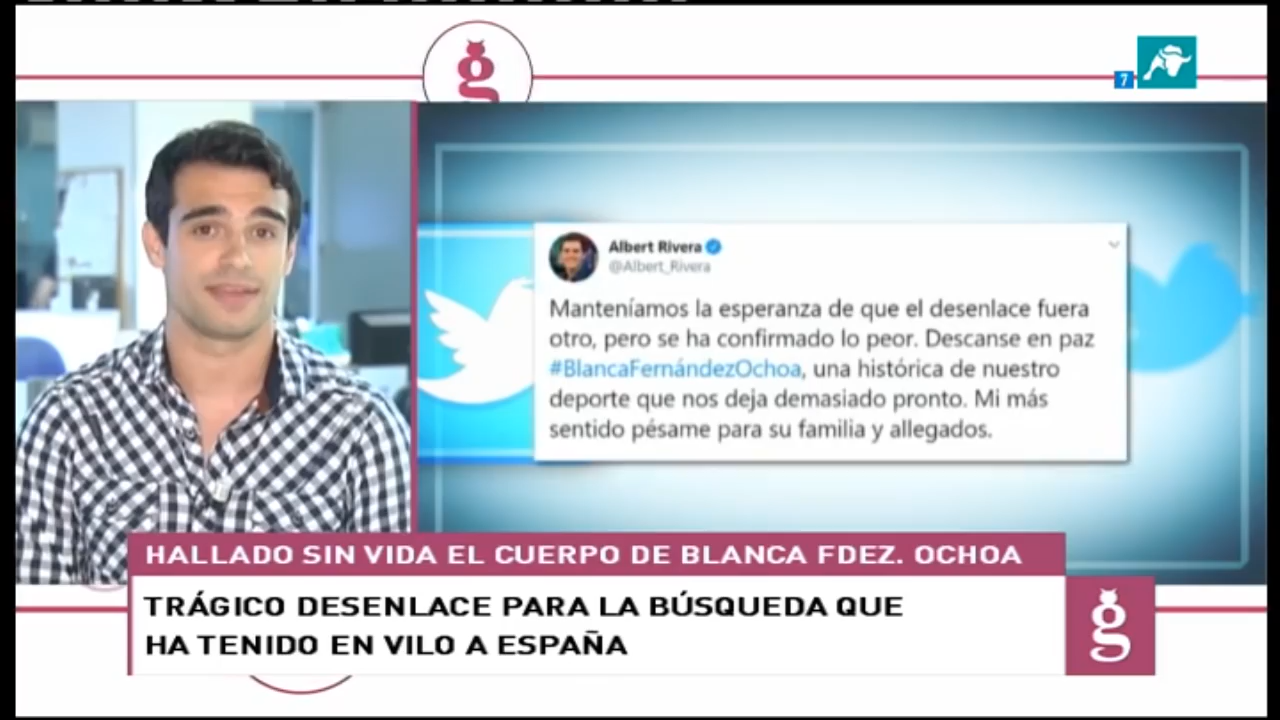 g
7
Albert Rivera
@Albert_Rivera
Manteníamos la esperanza de que el desenlace fuera
otro, pero se ha confirmado lo peor. Descanse en paz
#BlancaFernándezOchoa, una histórica de nuestro
deporte que nos deja demasiado pronto. Mi más
sentido pésame para su familia y allegados.
HALLADO SIN VIDA EL CUERPO DE BLANCA FDEZ. OCHOA
TRÁGICO DESENLACE PARA LA BÚSQUEDA QUE
HA TENIDO EN VILO A ESPAÑA
g